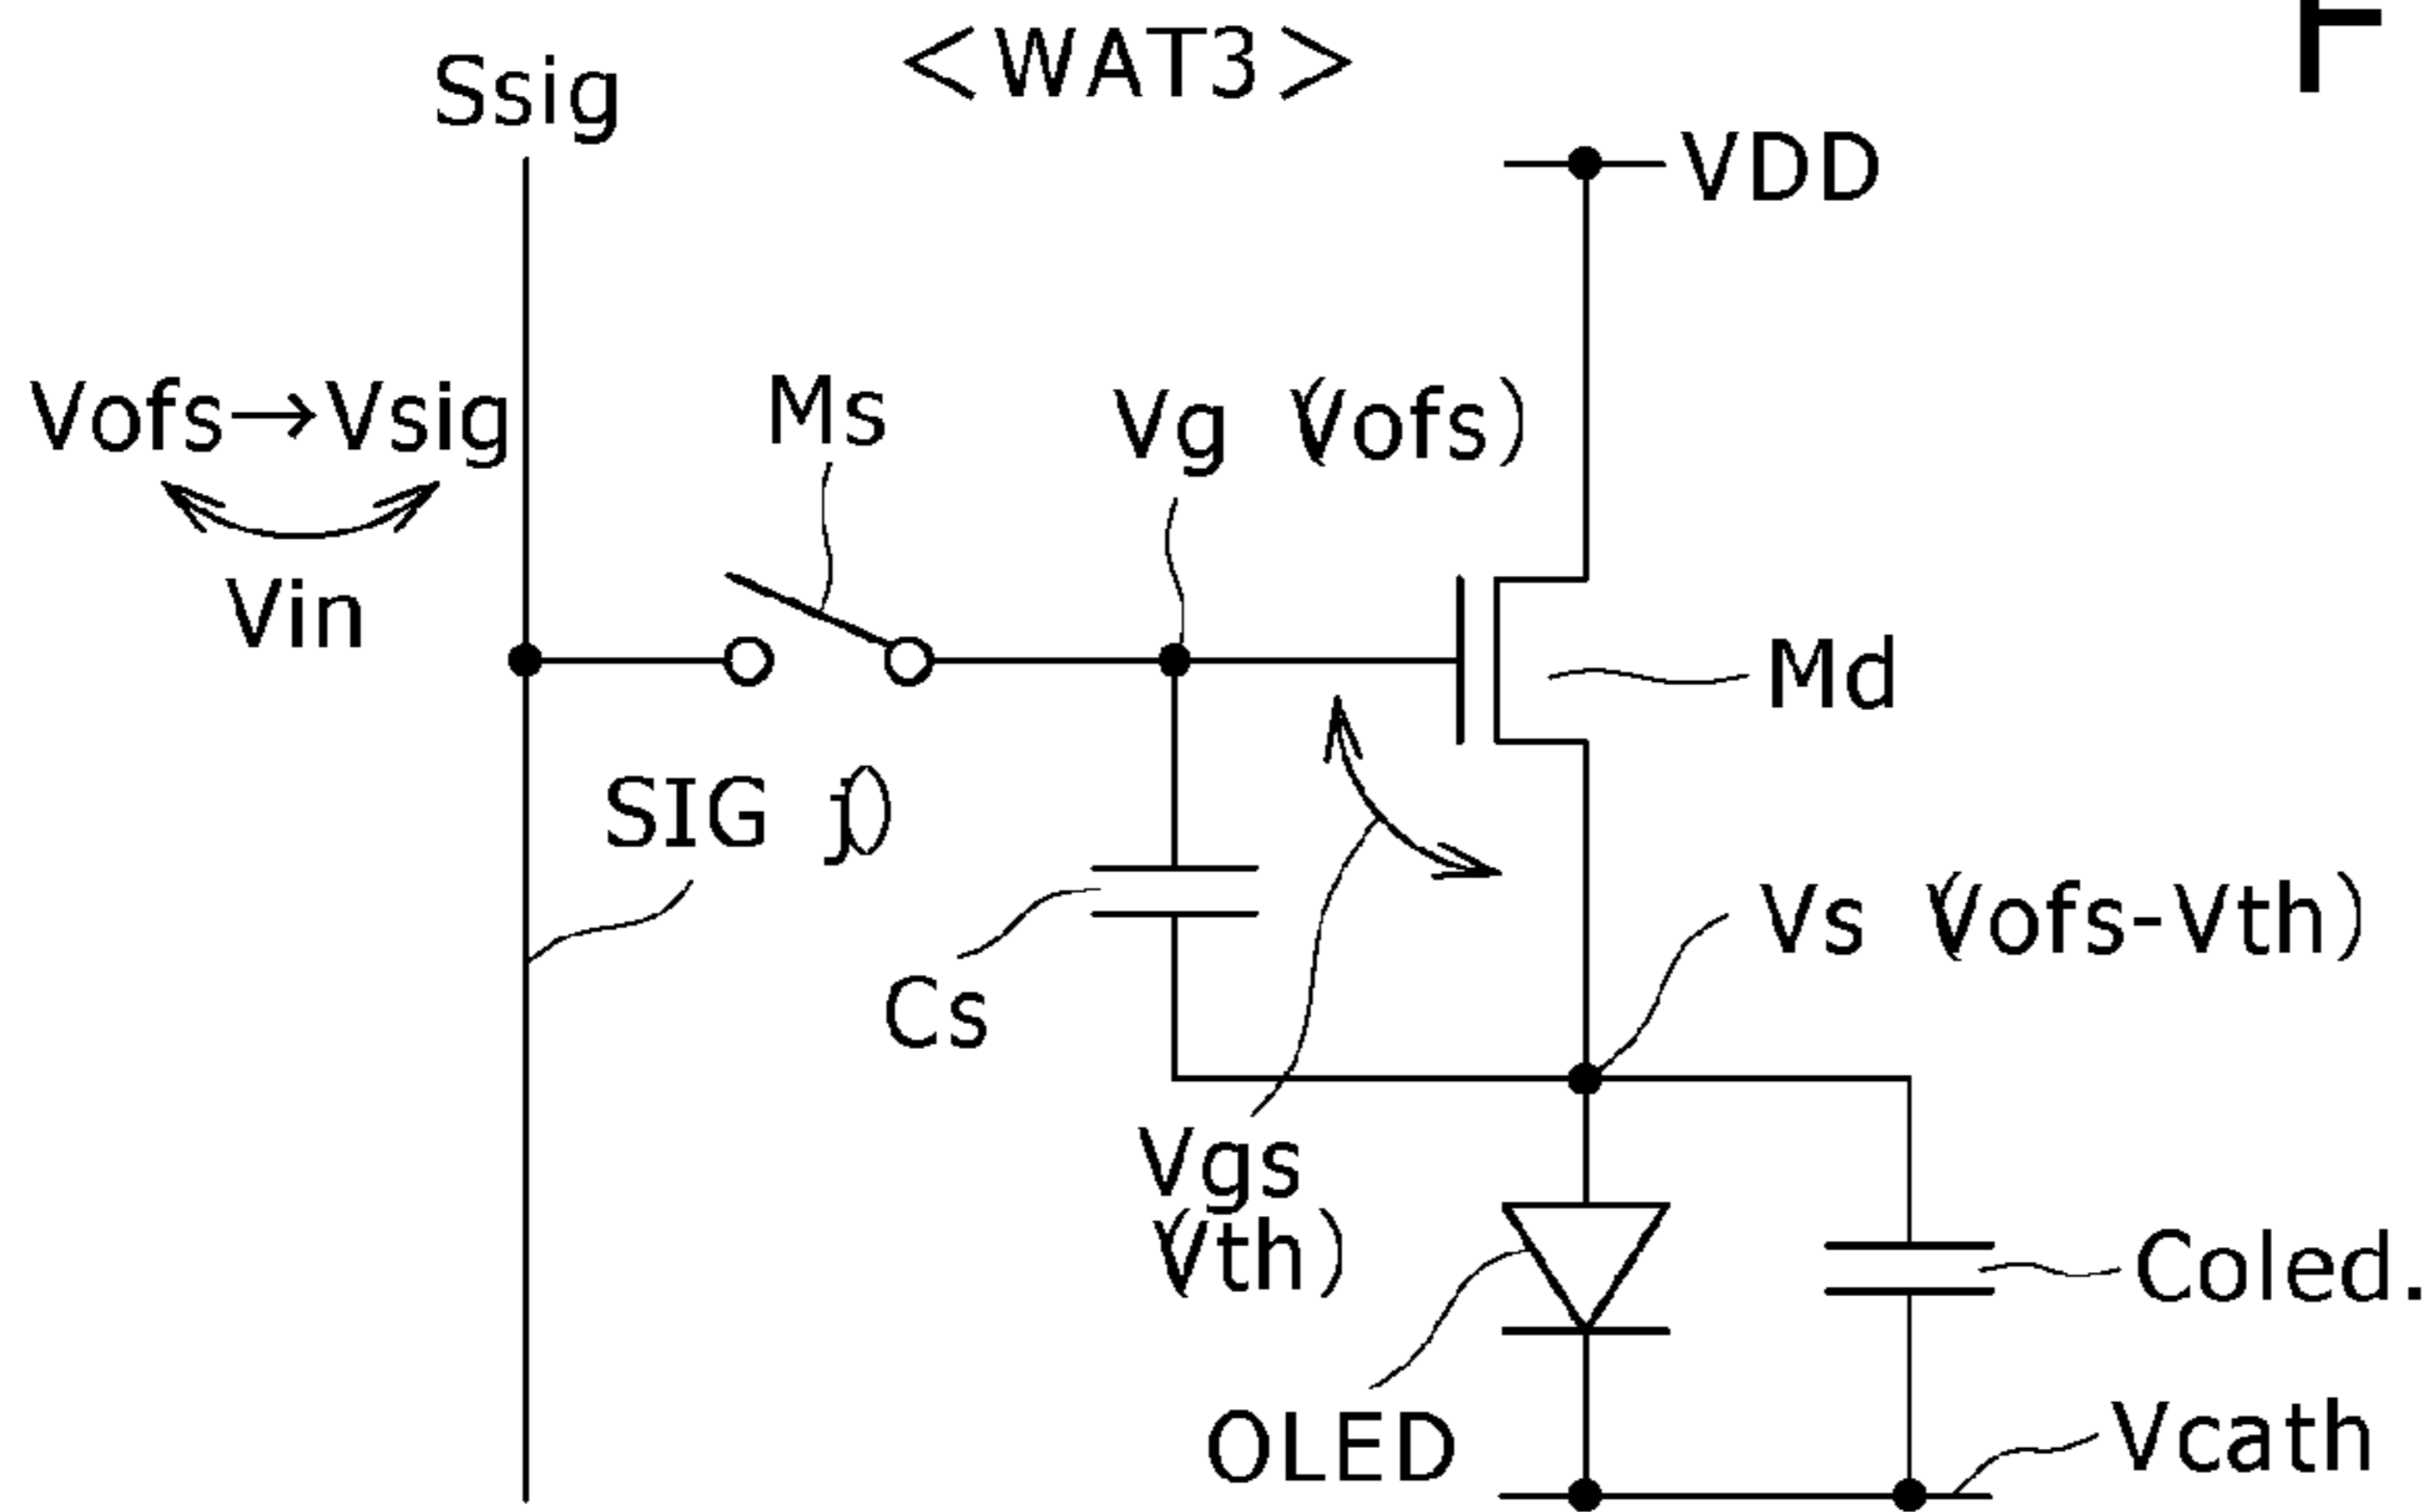 <WAT3>
Ssig
VDD
Vofs→Vsig
Ms
Vg (Vofs)
Vin
Md
SIG (j)
Vs (Vofs-Vth)
Cs
Vgs
(Vth)
Coled.
OLED
Vcath